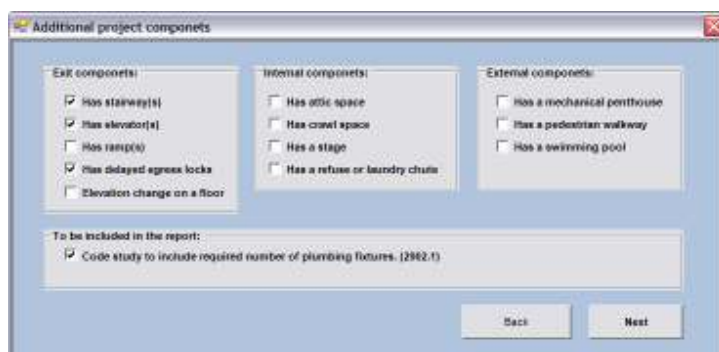 Additional project componets
Exit componets:
Has stairway(s)
Has elevator(s)
Has ramp(s)
Has delayed egress locks
Elevation change on a floor
Internal componets:
Has attic space
Has crawl space
Has a stage
Has a refuse or laundry chute
External componets:
Has a mechanical penthouse
Has a pedestrian walkway
Has a swimming pool
To be included in the report:
Code study to include required number of plumbing fixtures. (2902.1)
Back
Next